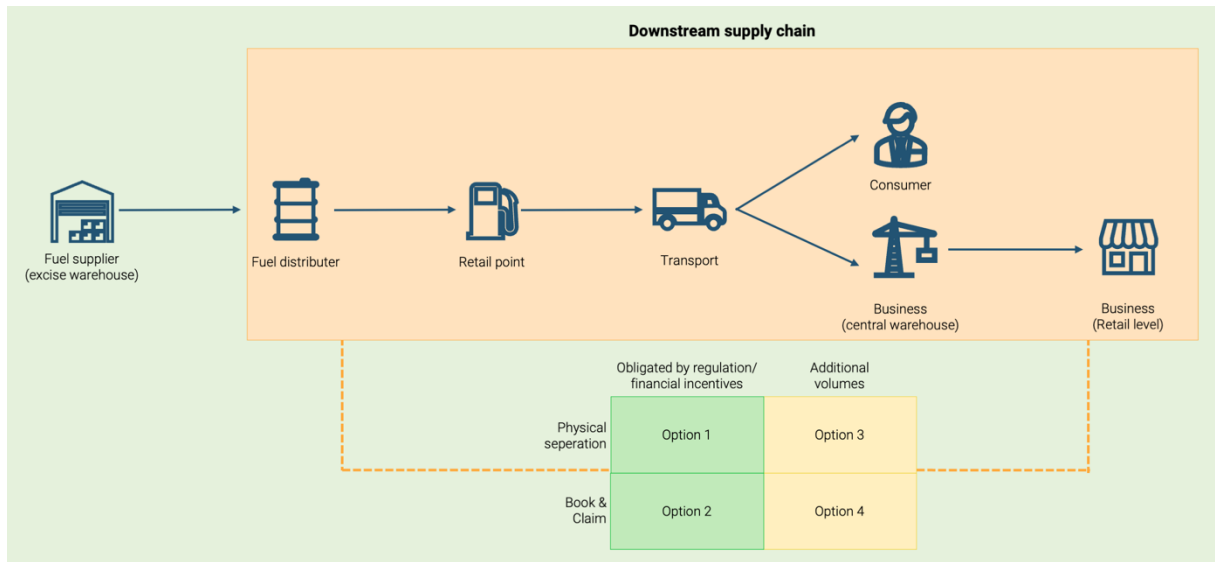 Downstream supply chain
Consumer
Fuel supplier
(excise warehouse)
Fuel distributer
Retail point
Transport
Business
(central warehouse)
Business
(Retail level)
Obligated by regulation/
financial incentives
Additional
volumes
Physical
seperation
Option 1
Option 3
Book &
Claim
Option 2
Option 4